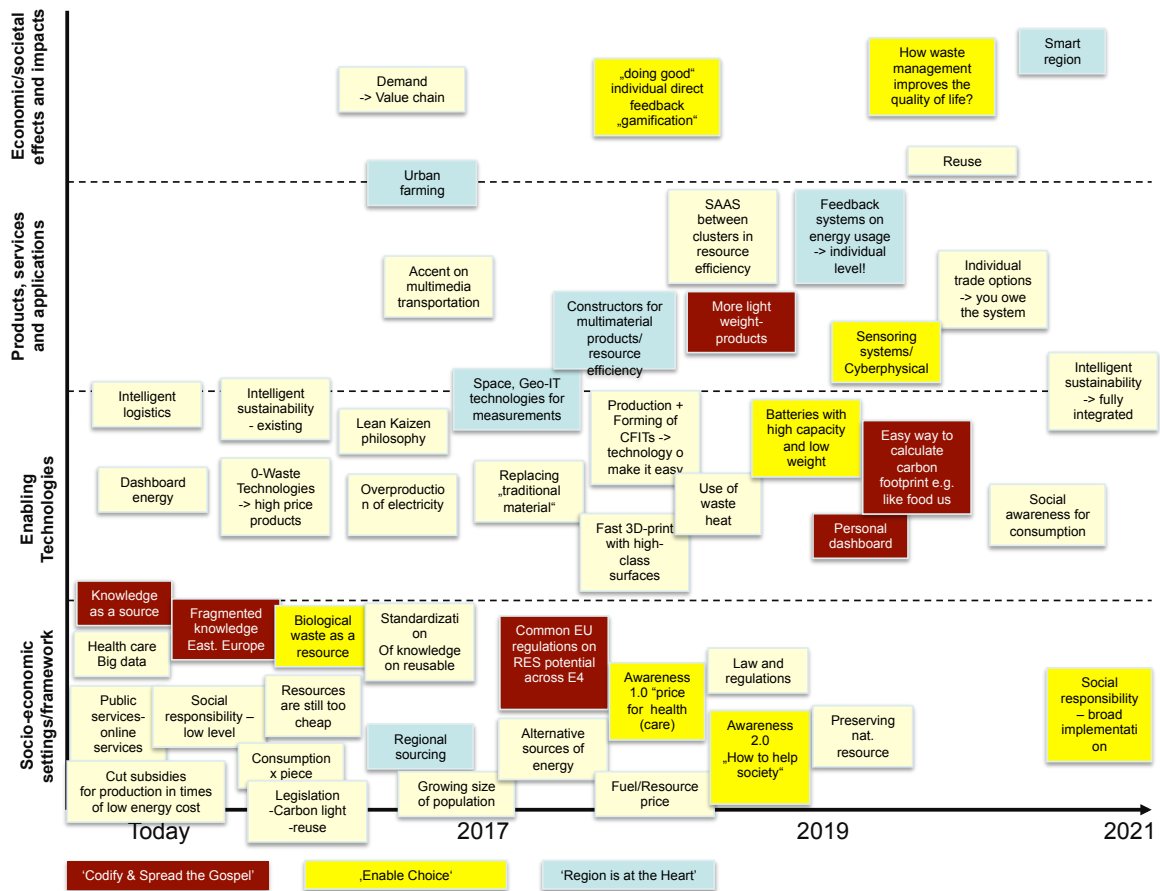 Economic/societal
effects and impacts
Demand
-> Value chain
„doing good“
individual direct
feedback
„gamification“
How waste
management
improves the
quality of life?
Smart
region
Reuse
Urban
farming
Products, services
and applications
SAAS
between
clusters in
resource
efficiency
Feedback
systems on
energy usage
-> individual
level!
Accent on
multimedia
transportation
Individual
trade options
-> you owe
the system
Constructors for
multimaterial
products/
resource
efficiency
More light
weight-
products
Sensoring
systems/
Cyberphysical
Intelligent
sustainability
-> fully
integrated
Enabling
Technologies
Intelligent
logistics
Intelligent
sustainability
- existing
Lean Kaizen
philosophy
Space, Geo-IT
technologies for
measurements
Production +
Forming of
CFITs ->
technology o
make it easy
Batteries with
high capacity
and low
weight
Easy way to
calculate
carbon
footprint e.g.
like food us
Dashboard
energy
0-Waste
Technologies
-> high price
products
Overproductio
n of electricity
Replacing
„traditional
material“
Use of
waste
heat
Fast 3D-print
with high-
class
surfaces
Personal
dashboard
Social
awareness for
consumption
Socio-economic
settings/framework
Knowledge
as a source
Fragmented
knowledge
East. Europe
Biological
waste as a
resource
Standardizati
on
Of knowledge
on reusable
Common EU
regulations on
RES potential
across E4
Health care
Big data
Awareness
1.0 “price
for health
(care)
Law and
regulations
Social
responsibility
– broad
implementati
on
Public
services-
online
services
Social
responsibility –
low level
Resources
are still too
cheap
Regional
sourcing
Alternative
sources of
energy
Awareness
2.0
„How to help
society“
Preserving
nat.
resource
Consumption
x piece
Cut subsidies
for production in times
of low energy cost
Legislation
-Carbon light
-reuse
Growing size
of population
Fuel/Resource
price
Today
2017
2019
2021
‘Codify & Spread the Gospel’
‚Enable Choice‘
‘Region is at the Heart’